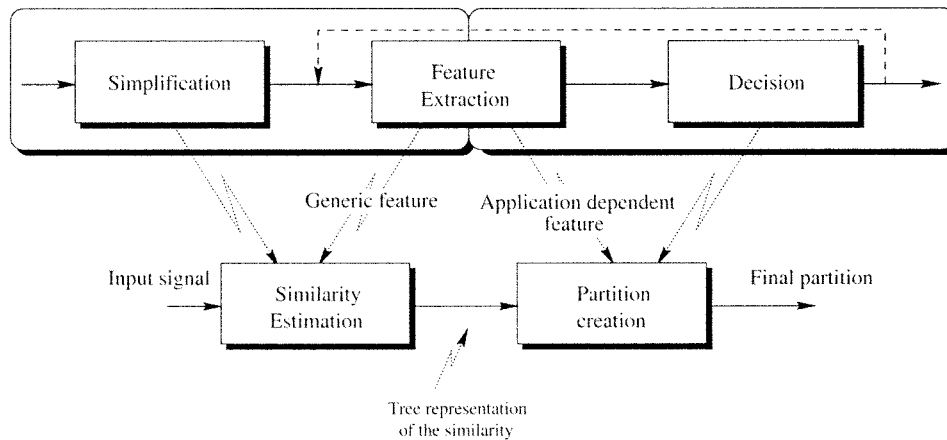 Simplification
Feature
Extraction
Decision
Generic feature
Application dependent
feature
Input signal
Similarity
Estimation
Partition
creation
Final partition
Tree representation
of the similarity